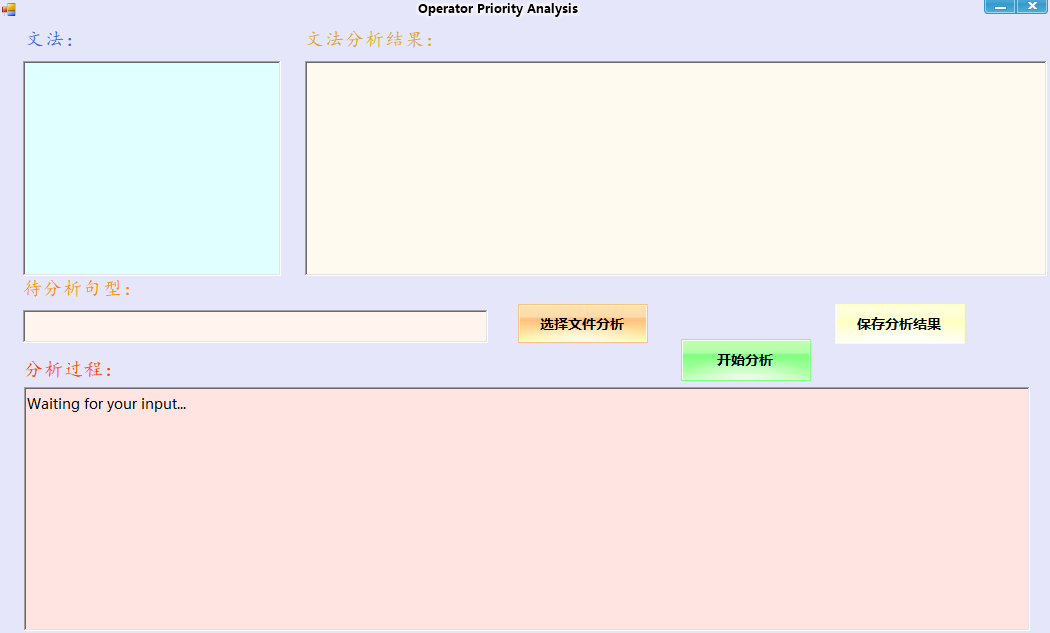 Operator Priority Analysis
文法：
文法分析结果：
待分析句型：
选择文件分析
保存分析结果
开始分析
分析过程：
Waiting for your input...